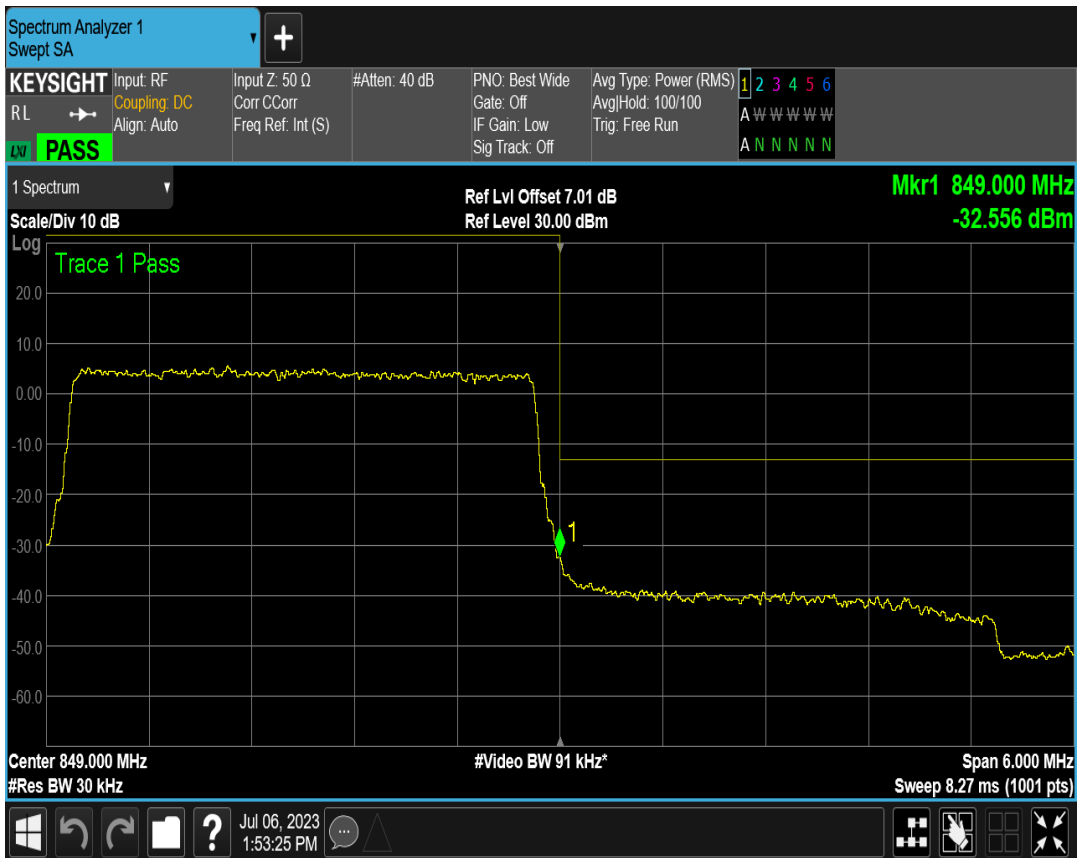 Spectrum Analyzer 1
Swept SA
+
KEYSIGHT
RL
LXI PASS
Input: RF
Coupling: DC
Align: Auto
Input Z: 50 Ω
Corr CCorr
Freq Ref: Int (S)
#Atten: 40 dB
PNO: Best Wide
Gate: Off
IF Gain: Low
Sig Track: Off
Avg Type: Power (RMS)
Avg|Hold: 100/100
Trig: Free Run
1 2 3 4 5 6
A W W W W W
A N N N N N
1 Spectrum
Scale/Div 10 dB
Ref Lvl Offset 7.01 dB
Ref Level 30.00 dBm
Mkr1 849.000 MHz
-32.556 dBm
Log
Trace 1 Pass
20.0
10.0
0.00
-10.0
-20.0
1
-30.0
-40.0
-50.0
-60.0
Center 849.000 MHz
#Res BW 30 kHz
#Video BW 91 kHz*
Span 6.000 MHz
Sweep 8.27 ms (1001 pts)
?
Jul 06, 2023
1:53:25 PM